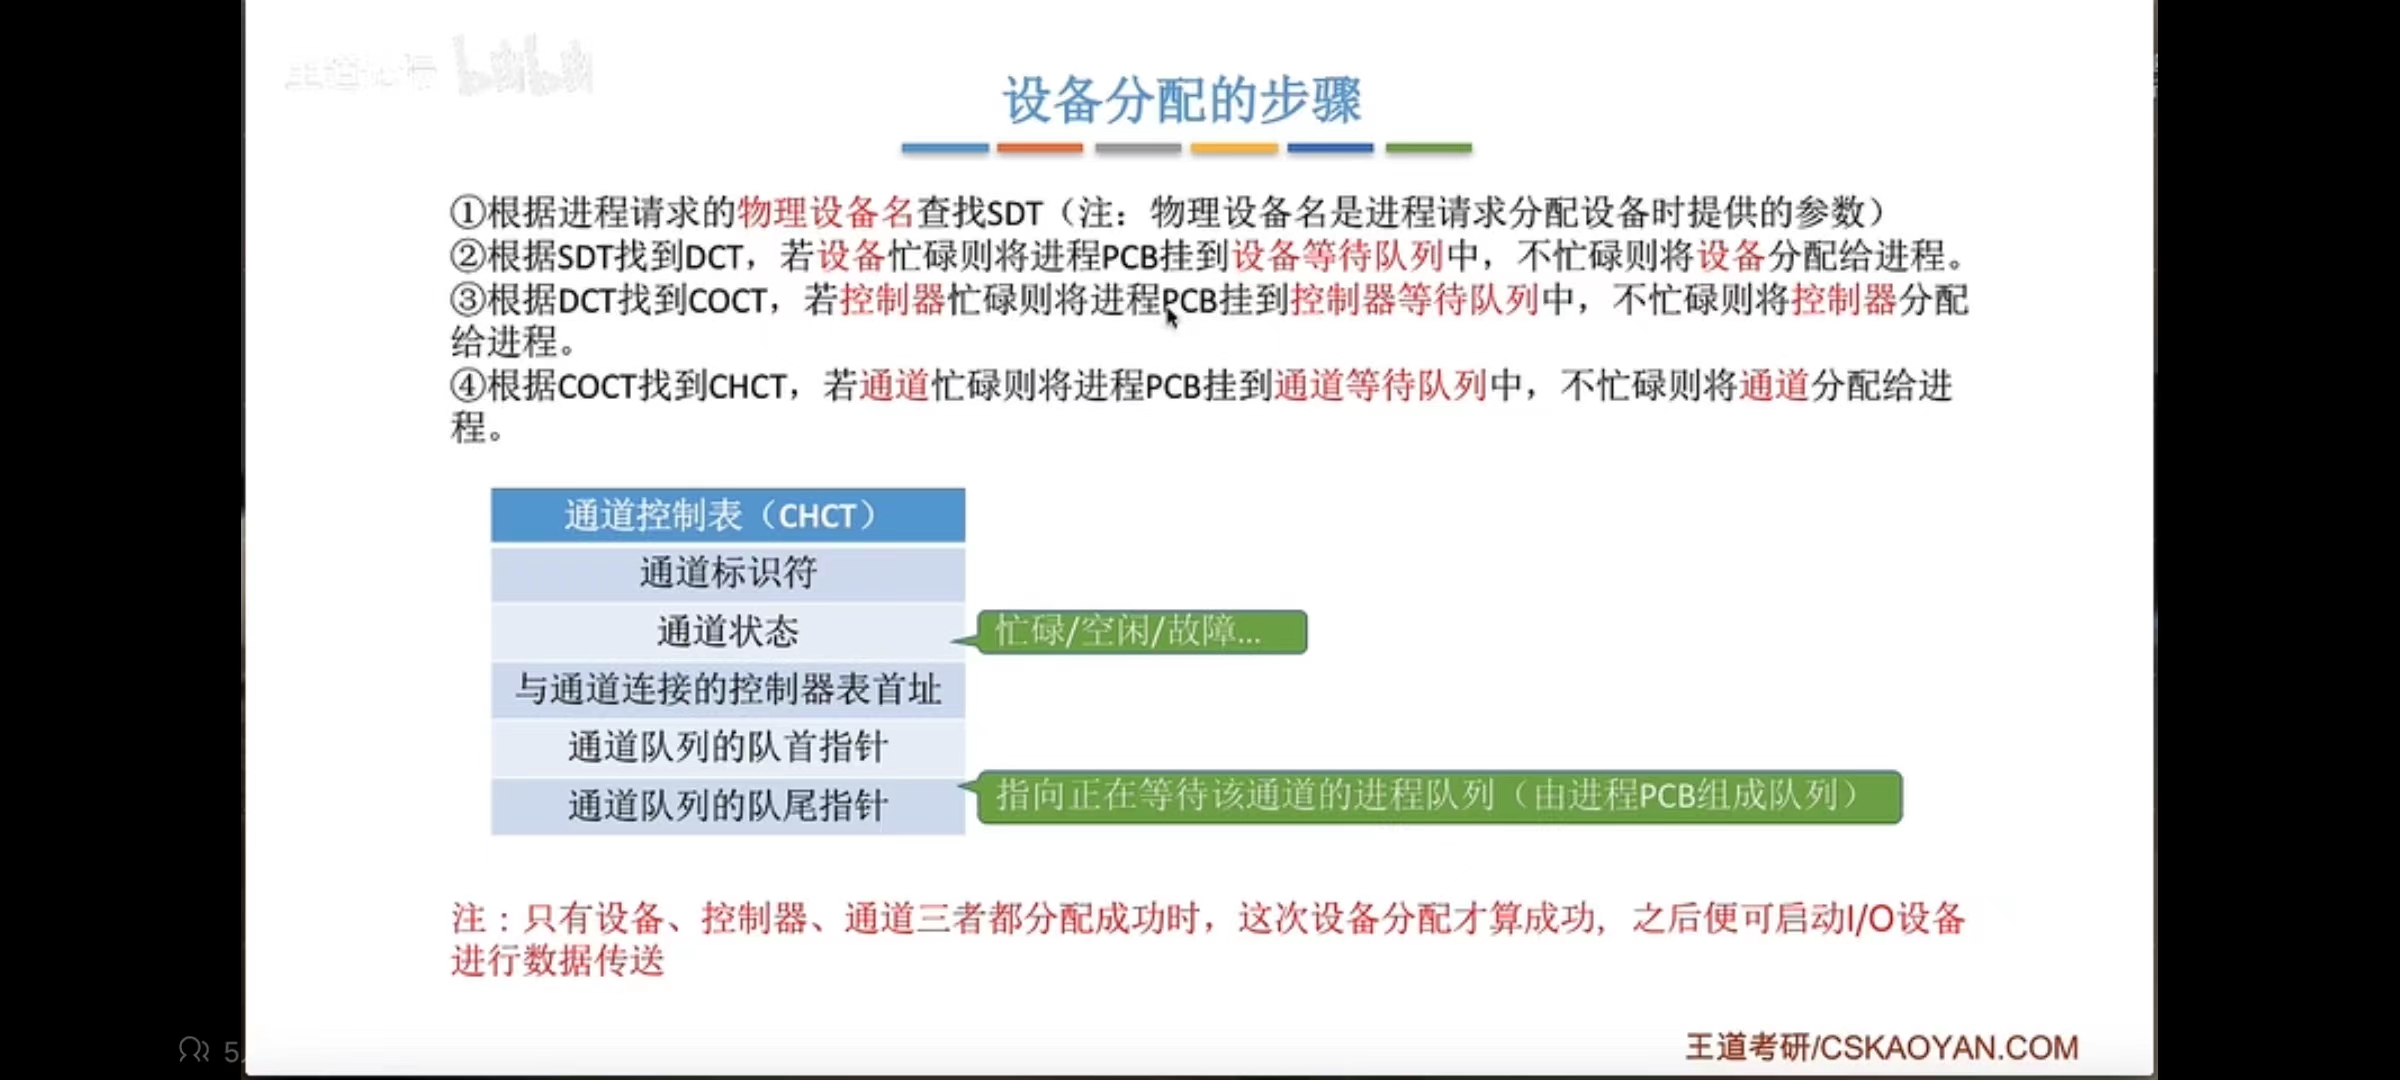 设备分配的步骤
①根据进程请求的物理设备名查找SDT（注：物理设备名是进程请求分配设备时提供的参数）
②根据SDT找到DCT，若设备忙碌则将进程PCB挂到设备等待队列中，不忙碌则将设备分配给进程。
③根据DCT找到COCT，若控制器忙碌则将进程PCB挂到控制器等待队列中，不忙碌则将控制器分配
给进程。
④根据COCT找到CHCT，若通道忙碌则将进程PCB挂到通道等待队列中，不忙碌则将通道分配给进
程。
通道控制表（CHCT）
通道标识符
通道状态
忙碌/空闲/故障...
与通道连接的控制器表首址
通道队列的队首指针
通道队列的队尾指针
指向正在等待该通道的进程队列（由进程PCB组成队列）
注：只有设备、控制器、通道三者都分配成功时，这次设备分配才算成功，之后便可启动I/O设备
进行数据传送
王道考研/CSKAOYAN.COM